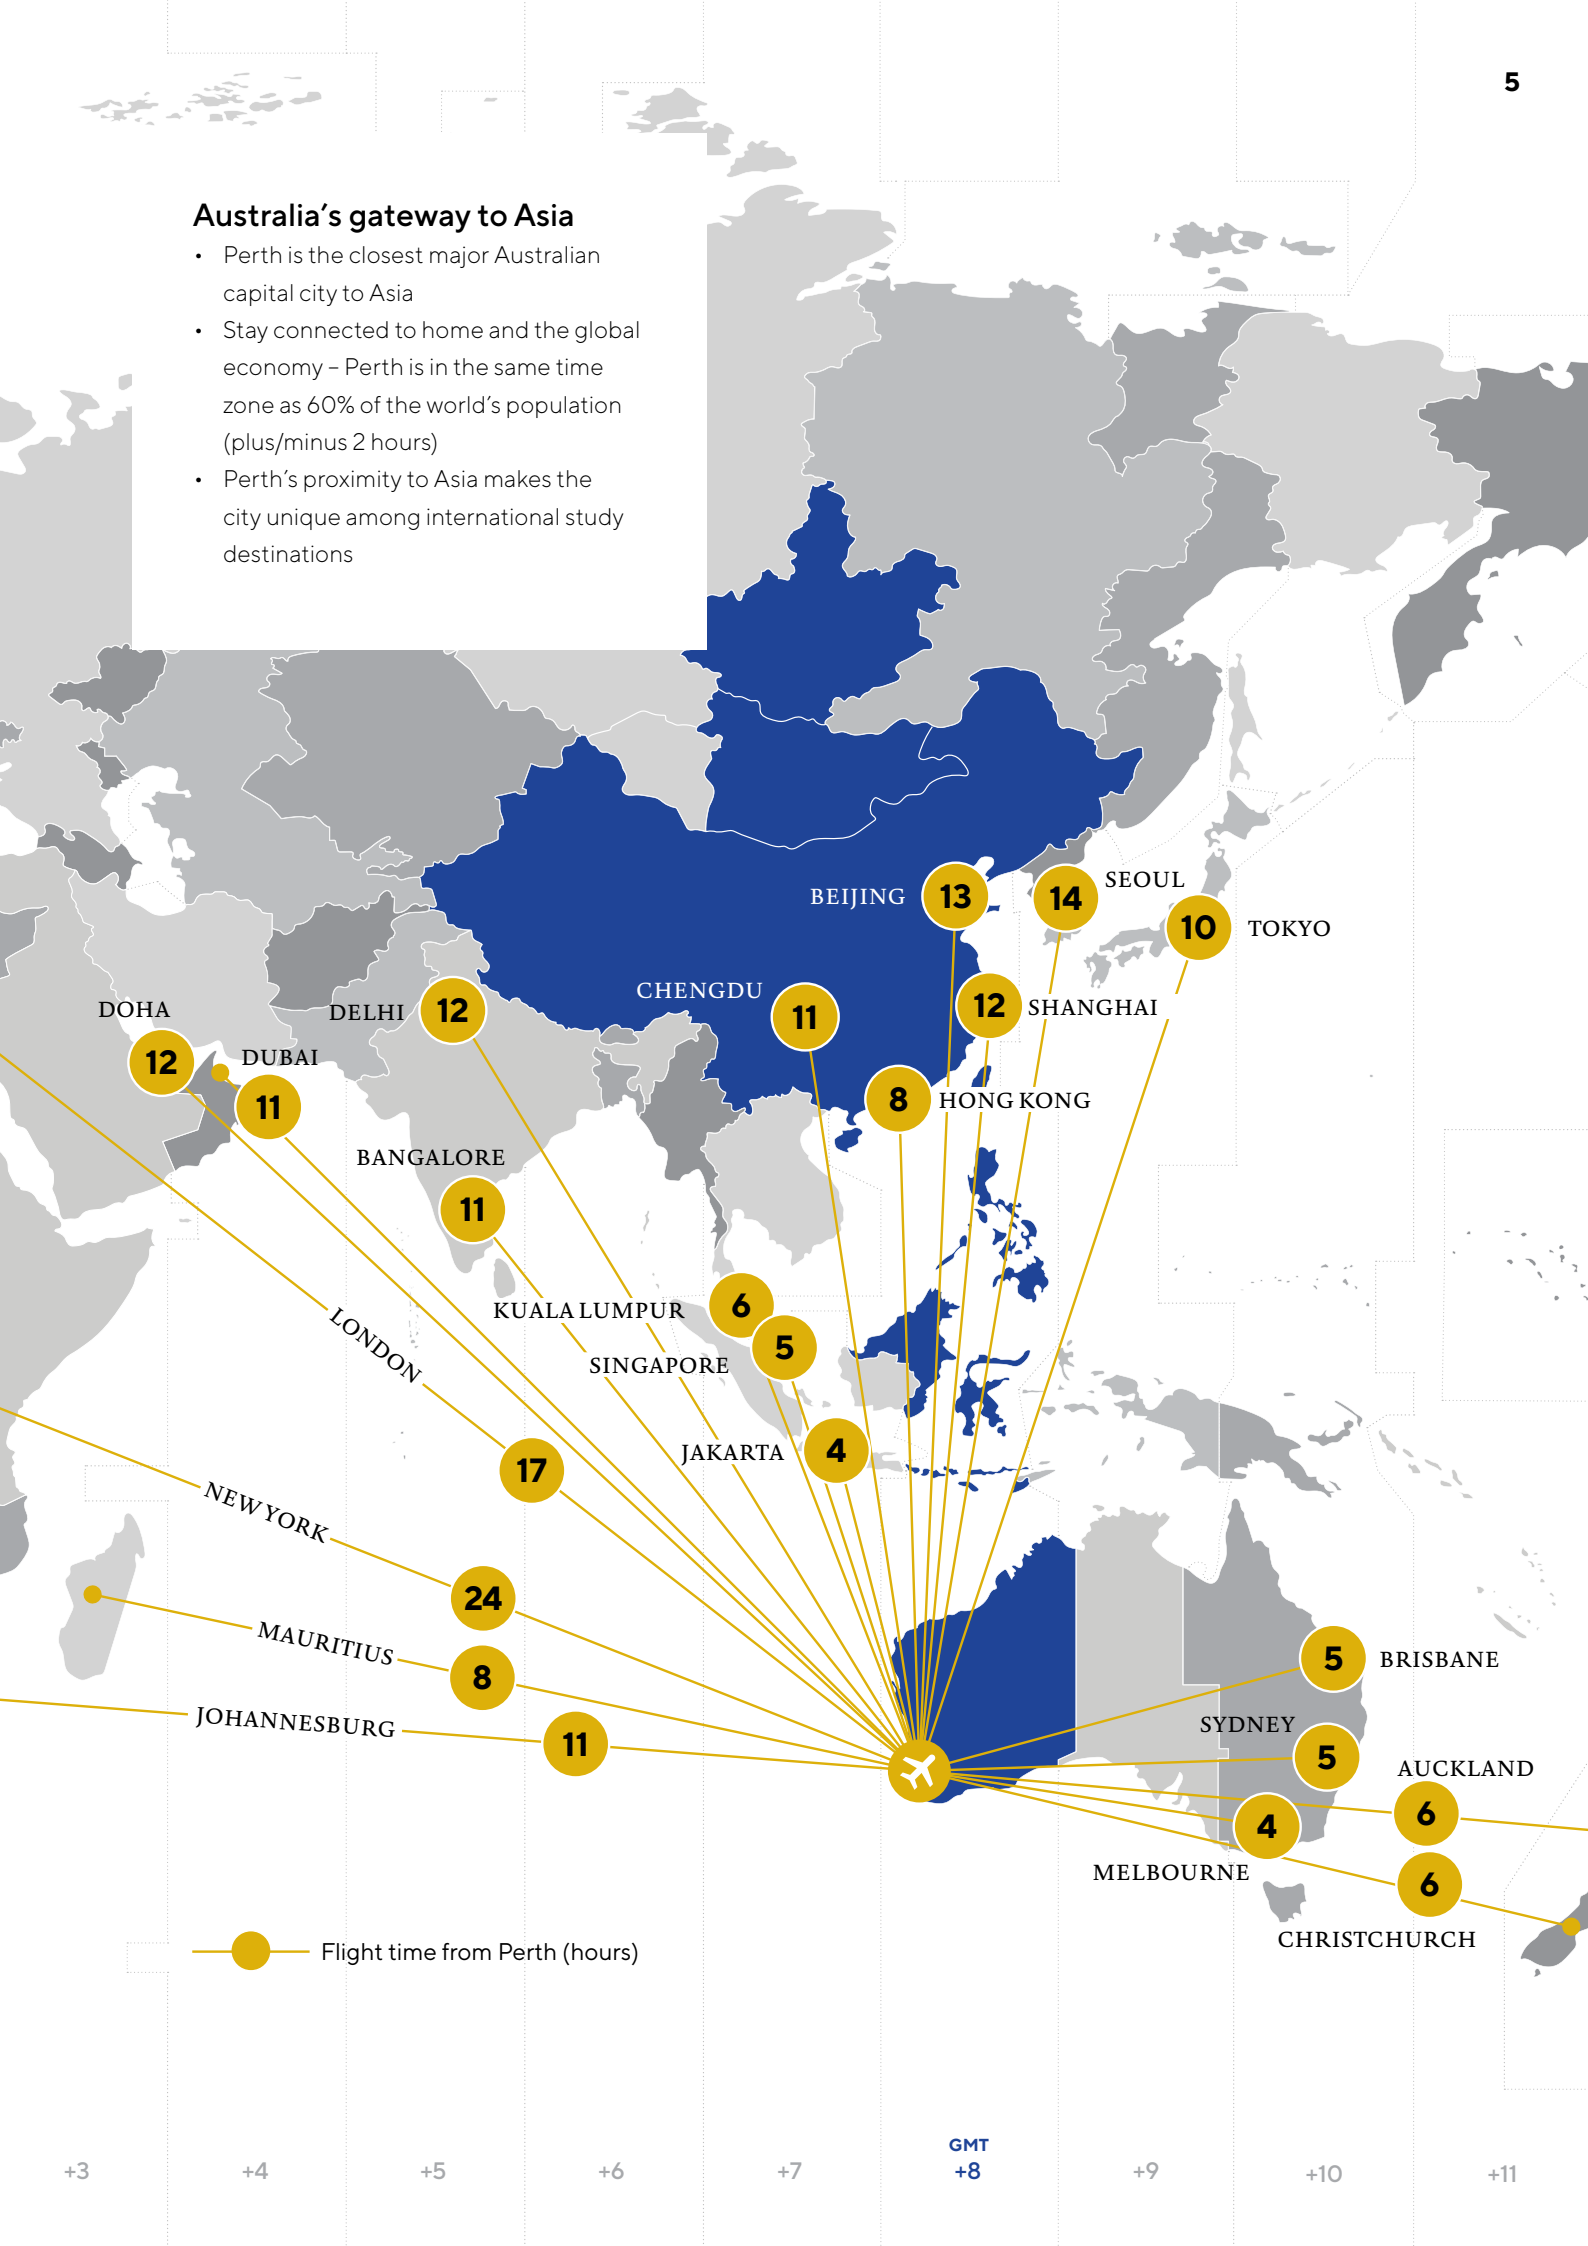 5
Australia's gateway to Asia
• Perth is the closest major Australian
capital city to Asia
• Stay connected to home and the global
economy – Perth is in the same time
zone as 60% of the world's population
(plus/minus 2 hours)
• Perth's proximity to Asia makes the
city unique among international study
destinations
BEIJING 13
14 SEOUL
10 TOKYO
CHENGDU 11
12 SHANGHAI
DOHA 12
DELHI 12
DUBAI 11
8 HONG KONG
BANGALORE 11
KUALA LUMPUR 6
SINGAPORE 5
LONDON 17
JAKARTA 4
NEW YORK 24
MAURITIUS 8
JOHANNESBURG 11
5 BRISBANE
SYDNEY 5
AUCKLAND 6
MELBOURNE 4
6 CHRISTCHURCH
Flight time from Perth (hours)
GMT
+3 +4 +5 +6 +7 +8 +9 +10 +11